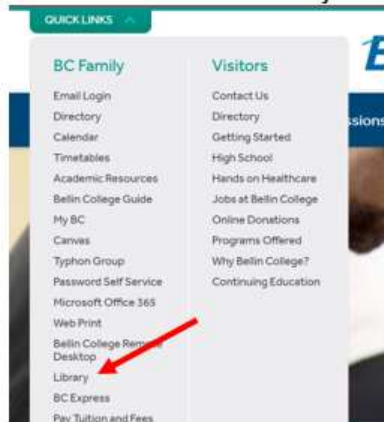 QUICK LINKS
BC Family
Email Login
Directory
Calendar
Timetables
Academic Resources
Bellin College Guide
My BC
Canvas
Typhon Group
Password Self Service
Microsoft Office 365
Web Print
Bellin College
Desktop
Library
BC Express
Pay Tuition and Fees
Visitors
Contact Us
Directory
Getting Started
High School
Hands on Healthcare
Jobs at Bellin College
Online Donations
Programs Offered
Why Bellin College?
Continuing Education